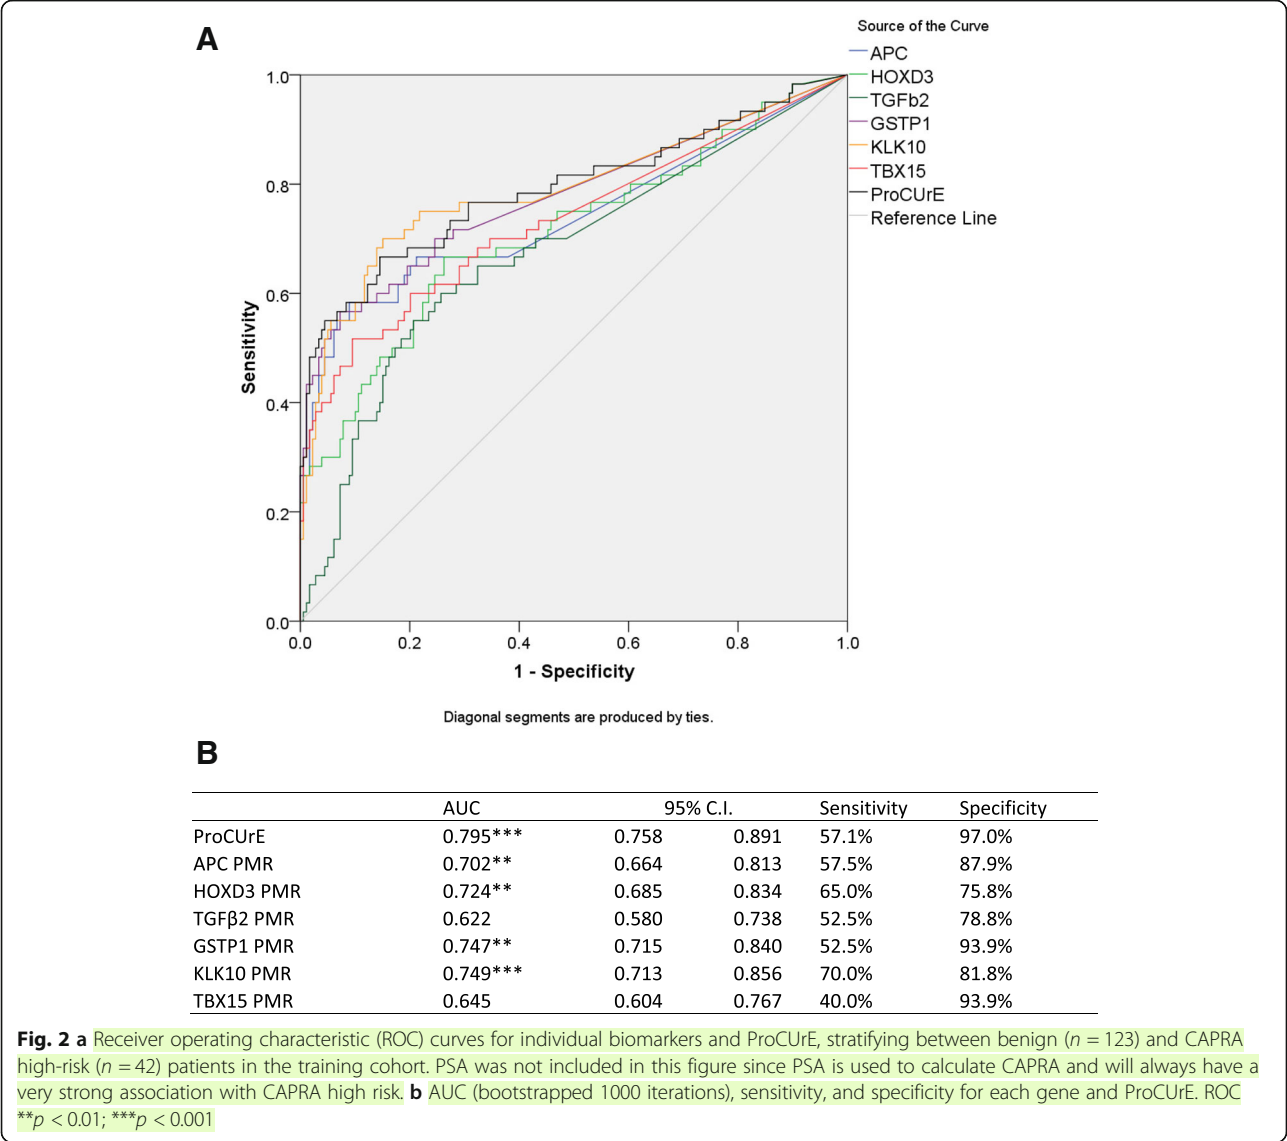 A
Source of the Curve
APC
HOXD3
TGFb2
GSTP1
KLK10
TBX15
ProCUrE
Reference Line
1.0
0.8
0.6
0.4
0.2
0.0
Sensitivity
0.0 0.2 0.4 0.6 0.8 1.0
1 - Specificity
Diagonal segments are produced by ties.
B
AUC 95% C.I. Sensitivity Specificity
ProCUrE 0.795*** 0.758 0.891 57.1% 97.0%
APC PMR 0.702** 0.664 0.813 57.5% 87.9%
HOXD3 PMR 0.724** 0.685 0.834 65.0% 75.8%
TGFβ2 PMR 0.622 0.580 0.738 52.5% 78.8%
GSTP1 PMR 0.747** 0.715 0.840 52.5% 93.9%
KLK10 PMR 0.749*** 0.713 0.856 70.0% 81.8%
TBX15 PMR 0.645 0.604 0.767 40.0% 93.9%
Fig. 2 a Receiver operating characteristic (ROC) curves for individual biomarkers and ProCUrE, stratifying between benign (n = 123) and CAPRA
high-risk (n = 42) patients in the training cohort. PSA was not included in this figure since PSA is used to calculate CAPRA and will always have a
very strong association with CAPRA high risk. b AUC (bootstrapped 1000 iterations), sensitivity, and specificity for each gene and ProCUrE. ROC
**p < 0.01; ***p < 0.001